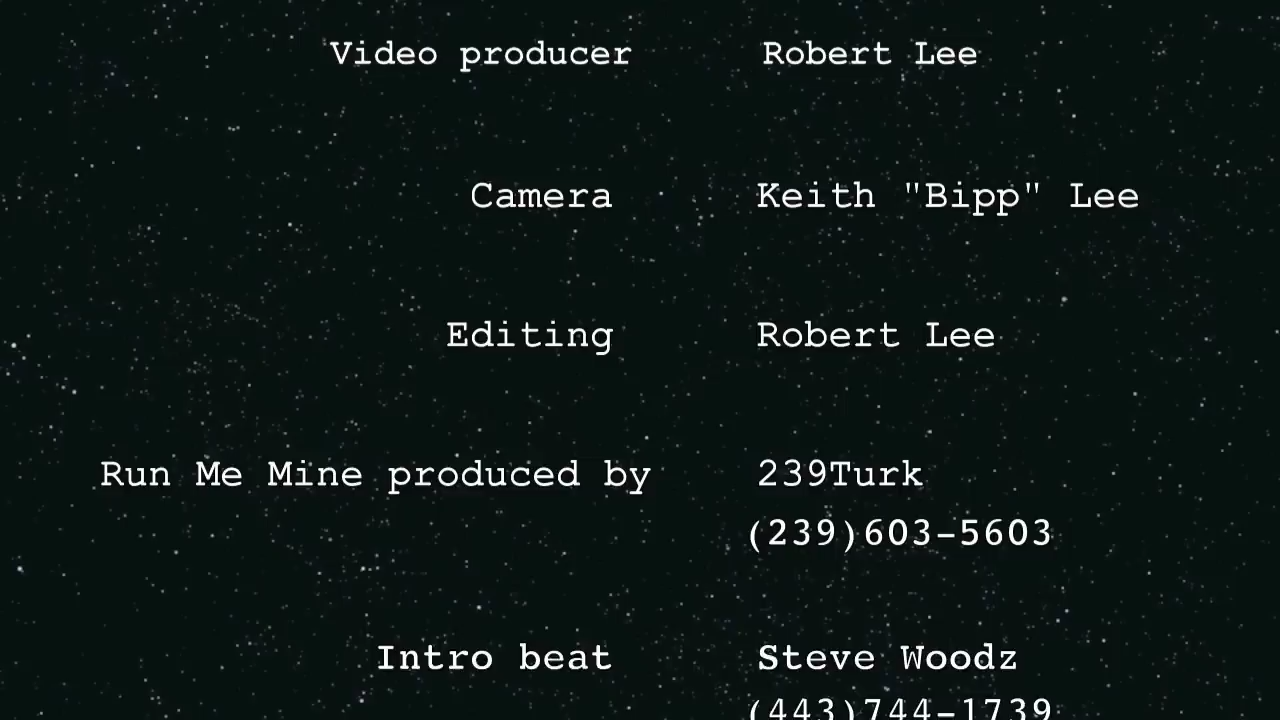 Video producer Robert Lee
Camera Keith "Bipp" Lee
Editing Robert Lee
Run Me Mine produced by 239Turk
(239)603-5603
Intro beat Steve Woodz
(443)744-1739